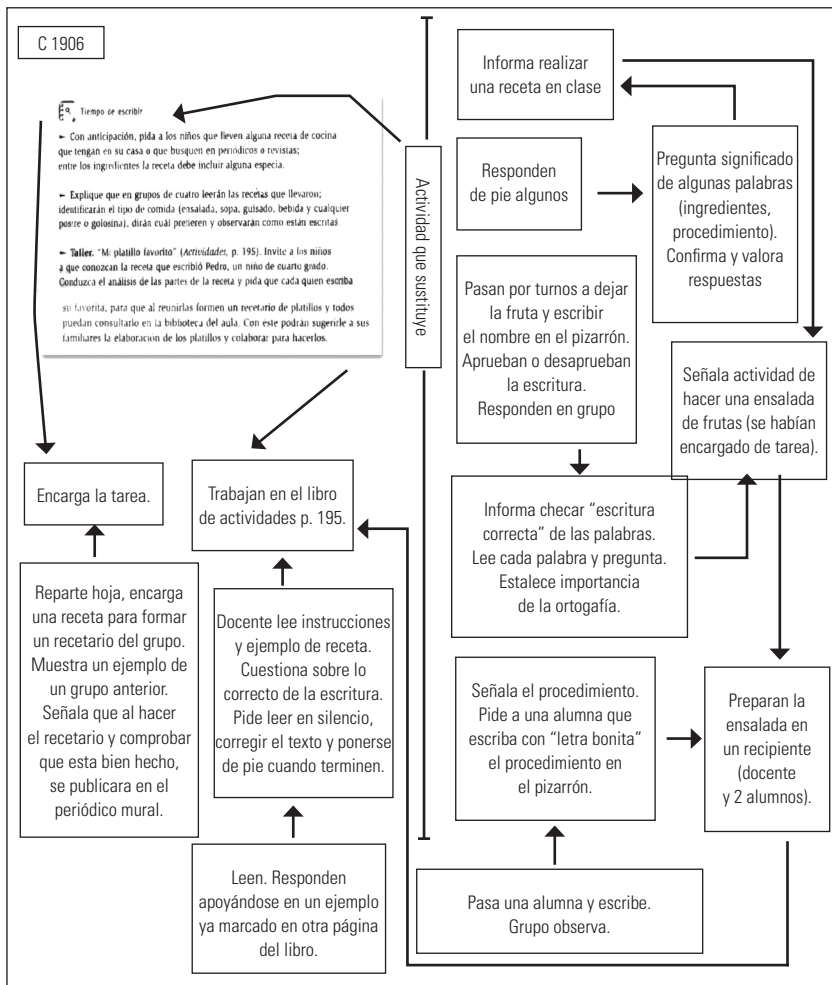 C 1906
Tiempo de escribir
► Con anticipación, pida a los niños que lleven alguna receta de cocina
que tengan en su casa o que busquen en periódicos o revistas;
entre los ingredientes la receta debe incluir alguna especia.
► Explique que en grupos de cuatro leerán las recetas que llevaron;
identificarán el tipo de comida (ensalada, sopa, guisado, bebida y cualquier
postre o golosina), dirán cuál prefieren y observarán como están escritas.
► Taller. "Mi platillo favorito" (Actividades, p. 195). Invite a los niños
a que conozcan la receta que escribió Pedro, un niño de cuarto grado.
Conduzca el análisis de las partes de la receta y pida que cada quien escriba
su favorita, para que al reunirlas formen un recetario de platillos y todos
puedan consultarlo en la biblioteca del aula. Con este podrán sugerirle a sus
familiares la elaboración de los platillos y colaborar para hacerlos.
Actividad que sustituye
Informa realizar
una receta en clase
Responden
de pie algunos
Pregunta significado
de algunas palabras
(ingredientes,
procedimiento).
Confirma y valora
respuestas
Pasan por turnos a dejar
la fruta y escribir
el nombre en el pizarrón.
Aprueban o desaprueban
la escritura.
Responden en grupo
Señala actividad de
hacer una ensalada
de frutas (se habían
encargado de tarea).
Informa checar “escritura
correcta” de las palabras.
Lee cada palabra y pregunta.
Estalece importancia
de la ortogafía.
Encarga la tarea.
Trabajan en el libro
de actividades p. 195.
Reparte hoja, encarga
una receta para formar
un recetario del grupo.
Muestra un ejemplo de
un grupo anterior.
Señala que al hacer
el recetario y comprobar
que esta bien hecho,
se publicara en el
periódico mural.
Docente lee instrucciones
y ejemplo de receta.
Cuestiona sobre lo
correcto de la escritura.
Pide leer en silencio,
corregir el texto y ponerse
de pie cuando terminen.
Señala el procedimiento.
Pide a una alumna que
escriba con “letra bonita”
el procedimiento en
el pizarrón.
Preparan la
ensalada en
un recipiente
(docente
y 2 alumnos).
Leen. Responden
apoyándose en un ejemplo
ya marcado en otra página
del libro.
Pasa una alumna y escribe.
Grupo observa.